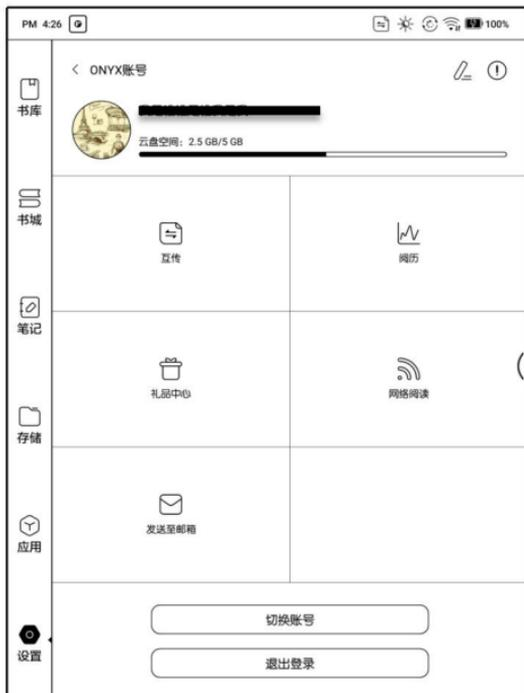 PM 4:26
100%
ONYX账号
云盘空间：2.5 GB/5 GB
书库
书城
笔记
存储
应用
设置
互传
阅历
礼品中心
网络阅读
发送至邮箱
切换账号
退出登录